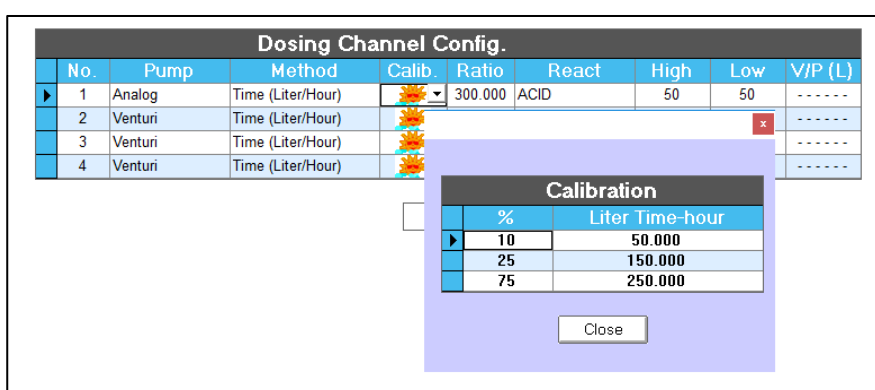 Dosing Channel Config.
No. Pump Method Calib. Ratio React High Low V/P (L)
1 Analog Time (Liter/Hour) 300.000 ACID 50 50 - - - - - -
2 Venturi Time (Liter/Hour) - - - - - -
3 Venturi Time (Liter/Hour) - - - - - -
4 Venturi Time (Liter/Hour) - - - - - -
x
Calibration
% Liter Time-hour
10 50.000
25 150.000
75 250.000
Close